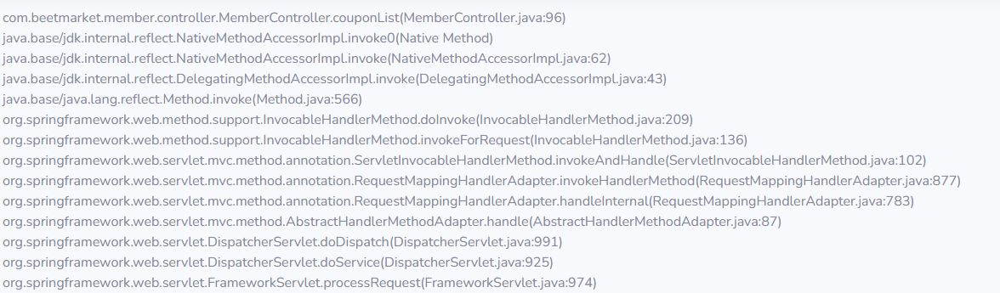 com.beetmarket.member.controller.MemberController.couponList(MemberController.java:96)
java.base/jdk.internal.reflect.NativeMethodAccessorImpl.invoke0(Native Method)
java.base/jdk.internal.reflect.NativeMethodAccessorImpl.invoke(NativeMethodAccessorImpl.java:62)
java.base/jdk.internal.reflect.DelegatingMethodAccessorImpl.invoke(DelegatingMethodAccessorImpl.java:43)
java.base/java.lang.reflect.Method.invoke(Method.java:566)
org.springframework.web.method.support.InvocableHandlerMethod.doInvoke(InvocableHandlerMethod.java:209)
org.springframework.web.method.support.InvocableHandlerMethod.invokeForRequest(InvocableHandlerMethod.java:136)
org.springframework.web.servlet.mvc.method.annotation.ServletInvocableHandlerMethod.invokeAndHandle(ServletInvocableHandlerMethod.java:102)
org.springframework.web.servlet.mvc.method.annotation.RequestMappingHandlerAdapter.invokeHandlerMethod(RequestMappingHandlerAdapter.java:877)
org.springframework.web.servlet.mvc.method.annotation.RequestMappingHandlerAdapter.handleInternal(RequestMappingHandlerAdapter.java:783)
org.springframework.web.servlet.mvc.method.AbstractHandlerMethodAdapter.handle(AbstractHandlerMethodAdapter.java:87)
org.springframework.web.servlet.DispatcherServlet.doDispatch(DispatcherServlet.java:991)
org.springframework.web.servlet.DispatcherServlet.doService(DispatcherServlet.java:925)
org.springframework.web.servlet.FrameworkServlet.processRequest(FrameworkServlet.java:974)